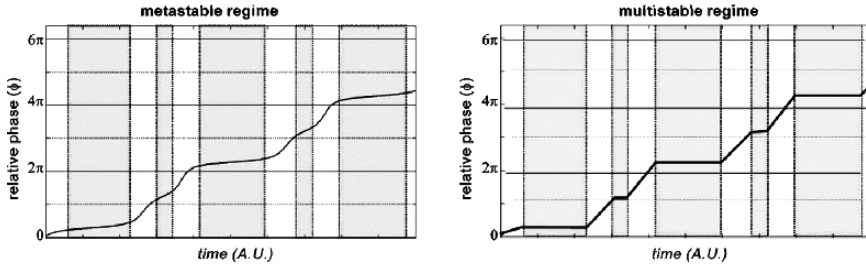 metastable regime
relative phase (ϕ)
6π
4π
2π
0
time (A.U.)
multistable regime
relative phase (ϕ)
6π
4π
2π
0
time (A.U.)